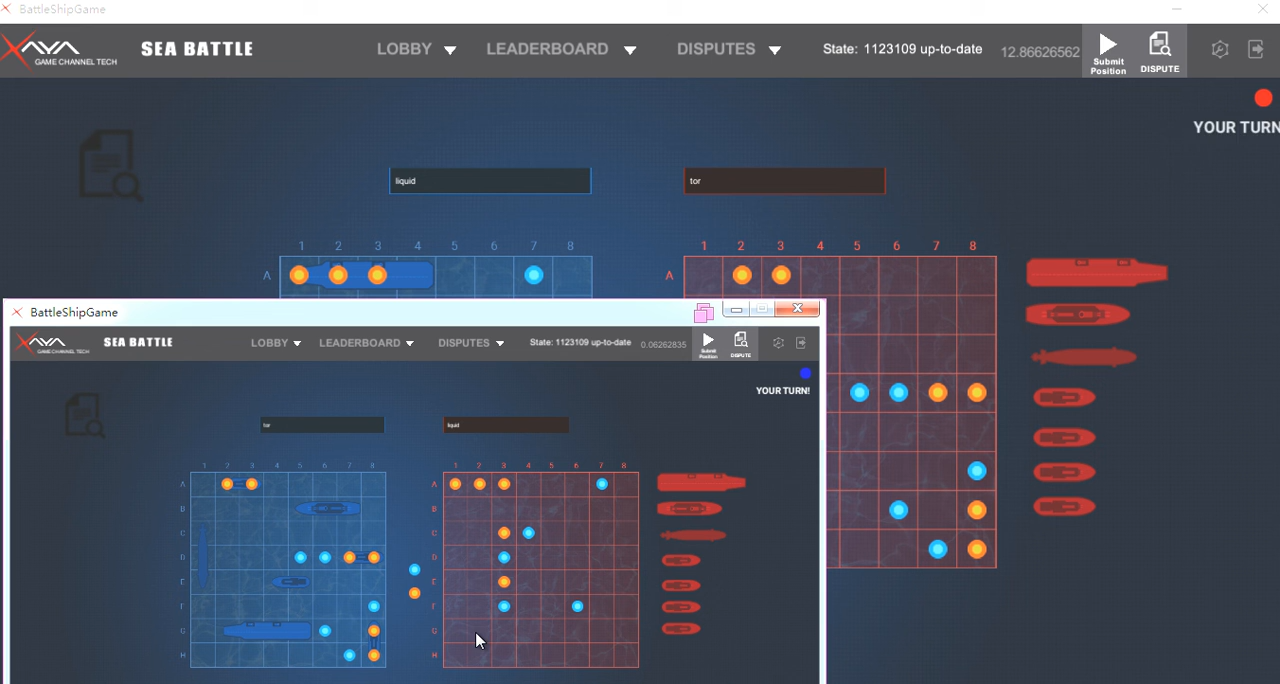 BattleShipGame
XAYA GAME CHANNEL TECH SEA BATTLE LOBBY LEADERBOARD DISPUTES State: 1123109 up-to-date 12.86626562 Submit Position DISPUTE
YOUR TURN
liquid tor
1 2 3 4 5 6 7 8 1 2 3 4 5 6 7 8
A A
BattleShipGame
XAYA GAME CHANNEL TECH SEA BATTLE LOBBY LEADERBOARD DISPUTES State: 1123109 up-to-date 0.06262835 Submit Position DISPUTE
YOUR TURN!
tor liquid
1 2 3 4 5 6 7 8 1 2 3 4 5 6 7 8
A A
B B
C C
D D
E E
F F
G G
H H